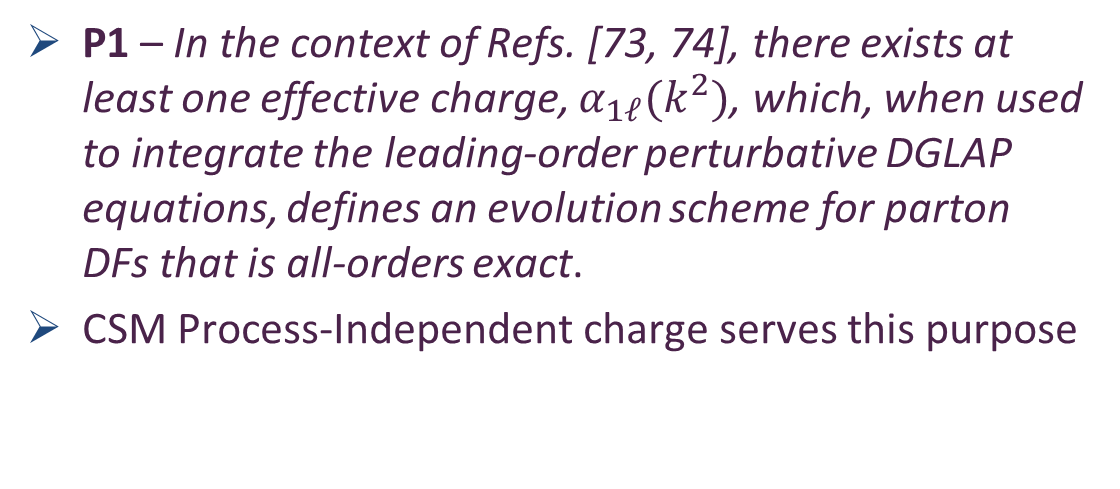 ➢ P1 – In the context of Refs. [73, 74], there exists at
least one effective charge, α₁ℓ(k²), which, when used
to integrate the leading-order perturbative DGLAP
equations, defines an evolution scheme for parton
DFs that is all-orders exact.
➢ CSM Process-Independent charge serves this purpose